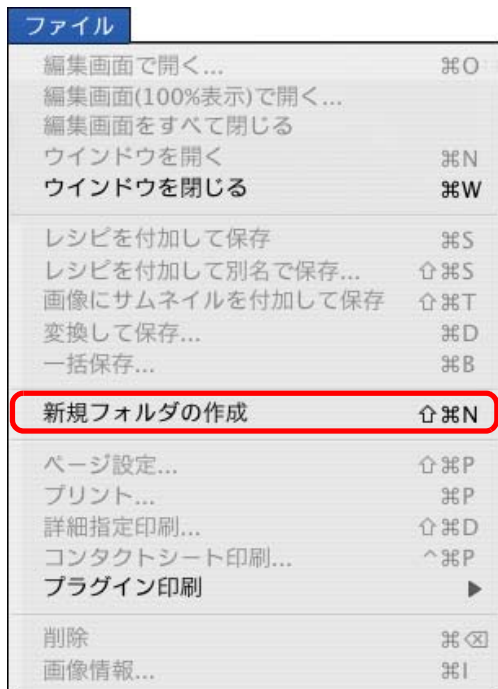 ファイル
編集画面で開く... ⌘O
編集画面(100%表示)で開く...
編集画面をすべて閉じる
ウインドウを開く ⌘N
ウインドウを閉じる ⌘W
レシピを付加して保存 ⌘S
レシピを付加して別名で保存... ⇧⌘S
画像にサムネイルを付加して保存 ⇧⌘T
変換して保存... ⌘D
一括保存... ⌘B
新規フォルダの作成 ⇧⌘N
ページ設定... ⇧⌘P
プリント... ⌘P
詳細指定印刷... ⇧⌘D
コンタクトシート印刷... ^⌘P
プラグイン印刷 ▶
削除 ⌘⌫
画像情報... ⌘I